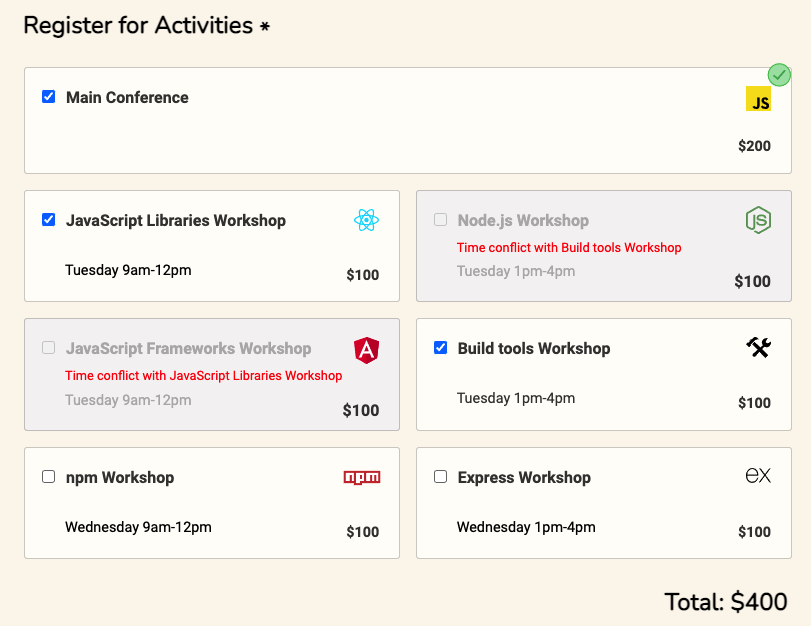 Register for Activities *
Main Conference
JS
$200
JavaScript Libraries Workshop
Tuesday 9am-12pm
$100
Node.js Workshop
JS
Time conflict with Build tools Workshop
Tuesday 1pm-4pm
$100
JavaScript Frameworks Workshop
A
Time conflict with JavaScript Libraries Workshop
Tuesday 9am-12pm
$100
Build tools Workshop
Tuesday 1pm-4pm
$100
npm Workshop
npm
Wednesday 9am-12pm
$100
Express Workshop
ex
Wednesday 1pm-4pm
$100
Total: $400